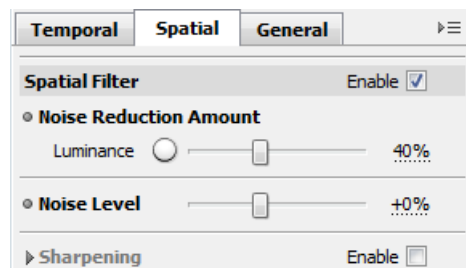 Temporal Spatial General
Spatial Filter Enable
Noise Reduction Amount
Luminance 40%
Noise Level +0%
Sharpening Enable